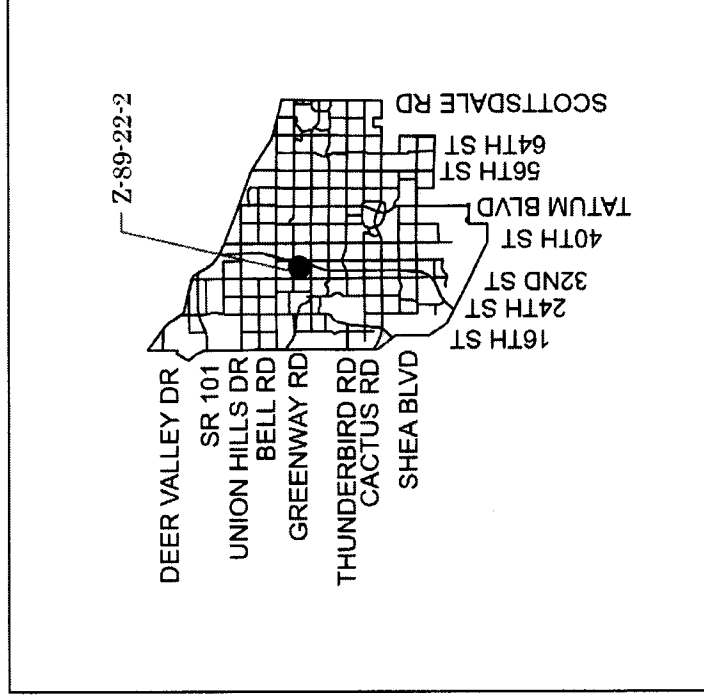 Z-89-22-2
DEER VALLEY DR
SR 101
UNION HILLS DR
BELL RD
GREENWAY RD
THUNDERBIRD RD
CACTUS RD
SHEA BLVD
16TH ST
24TH ST
32ND ST
40TH ST
TATUM BLVD
56TH ST
64TH ST
SCOTTSDALE RD